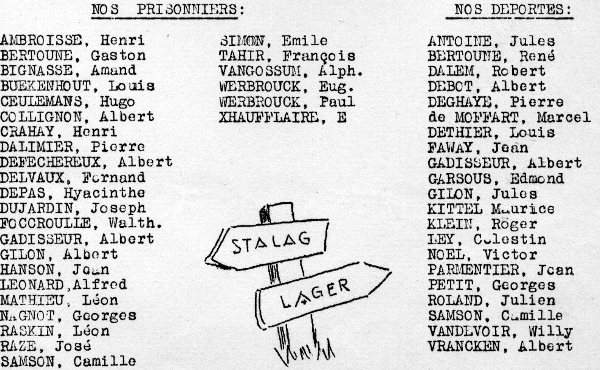 NOS PRISONNIERS:
AMBROISSE, Henri
BERTOUNE, Gaston
BIGNASSE, Amand
BUEKENHOUT, Louis
CEULEMANS, Hugo
COLLIGNON, Albert
CRAHAY, Henri
DALIMIER, Pierre
DEFECHEREUX, Albert
DELVAUX, Fernand
DEPAS, Hyacinthe
DUJARDIN, Joseph
FOCCROULLE, Walth.
GADISSEUR, Albert
GILON, Albert
HANSON, Jean
LEONARD, Alfred
MATHIEU, Léon
NAGNOT, Georges
RASKIN, Léon
RAZE, José
SAMSON, Camille
SIMON, Emile
TAHIR, François
VANGOSSUM, Alph.
WERBROUCK, Eug.
WERBROUCK, Paul
XHAUFFLAIRE, E
STALAG
LAGER
NOS DEPORTES:
ANTOINE, Jules
BERTOUNE, René
DALEM, Robert
DEBOT, Albert
DEGHAYE, Pierre
de MOFFART, Marcel
DETHIER, Louis
FAWAY, Jean
GADISSEUR, Albert
GARSOUS, Edmond
GILON, Jules
KITTEL Maurice
KLEIN, Roger
LEY, Celestin
NOEL, Victor
PARMENTIER, Jean
PETIT, Georges
ROLAND, Julien
SAMSON, Camille
VANDEVOIR, Willy
VRANCKEN, Albert